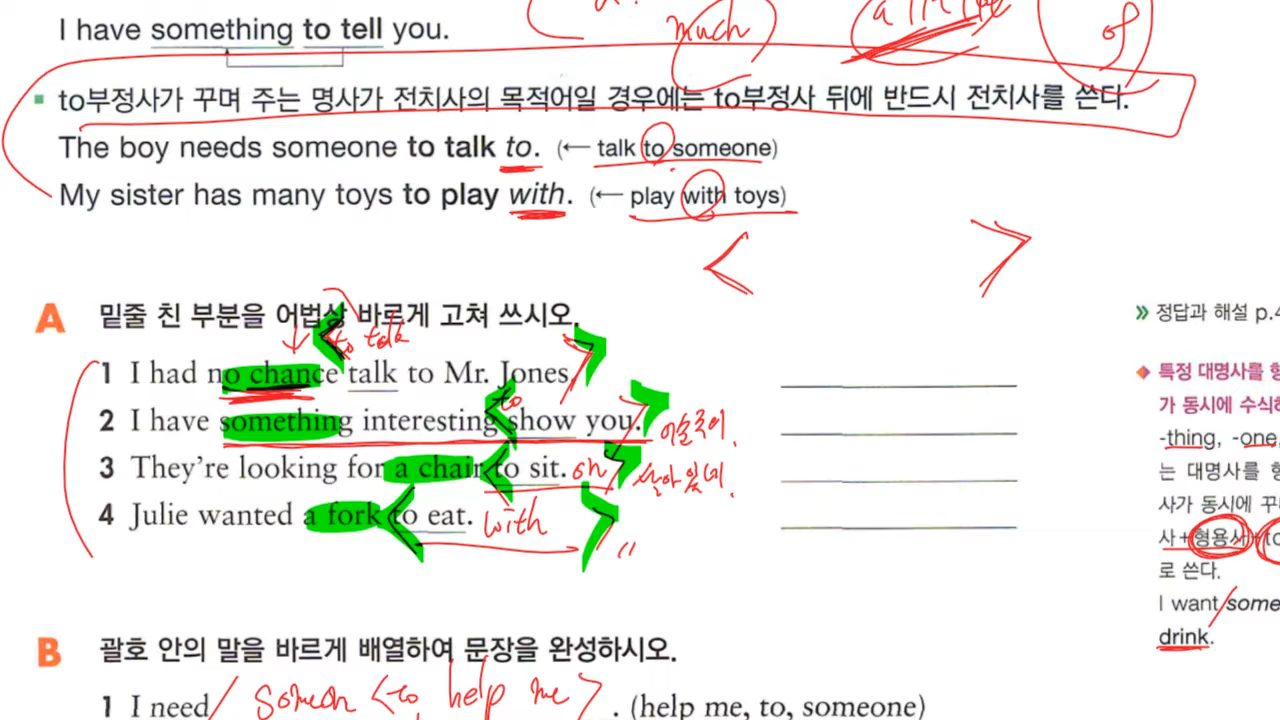 much
of
I have something to tell you.
to부정사가 꾸며 주는 명사가 전치사의 목적어일 경우에는 to부정사 뒤에 반드시 전치사를 쓴다.
The boy needs someone to talk to. (← talk to someone)
My sister has many toys to play with. (← play with toys)
A 밑줄 친 부분을 어법상 바르게 고쳐 쓰시오.
to talk
1 I had no chance talk to Mr. Jones.
to
2 I have something interesting show you.
3 They're looking for a chair to sit. on
4 Julie wanted a fork to eat. with
» 정답과 해설 p.4
특정 대명사를 형
가 동시에 수식하
-thing, -one,
는 대명사를 형
사가 동시에 꾸
사+형용사+to
로 쓴다.
I want some
drink.
B 괄호 안의 말을 바르게 배열하여 문장을 완성하시오.
1 I need / someon <to help me> . (help me, to, someone)